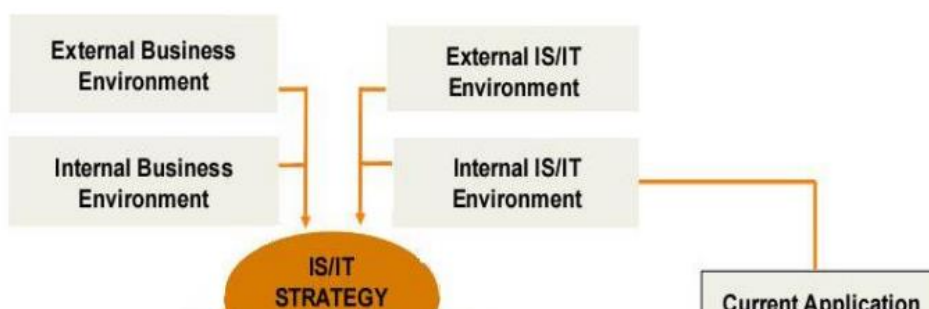 External Business
Environment
External IS/IT
Environment
Internal Business
Environment
Internal IS/IT
Environment
IS/IT
STRATEGY
Current Application